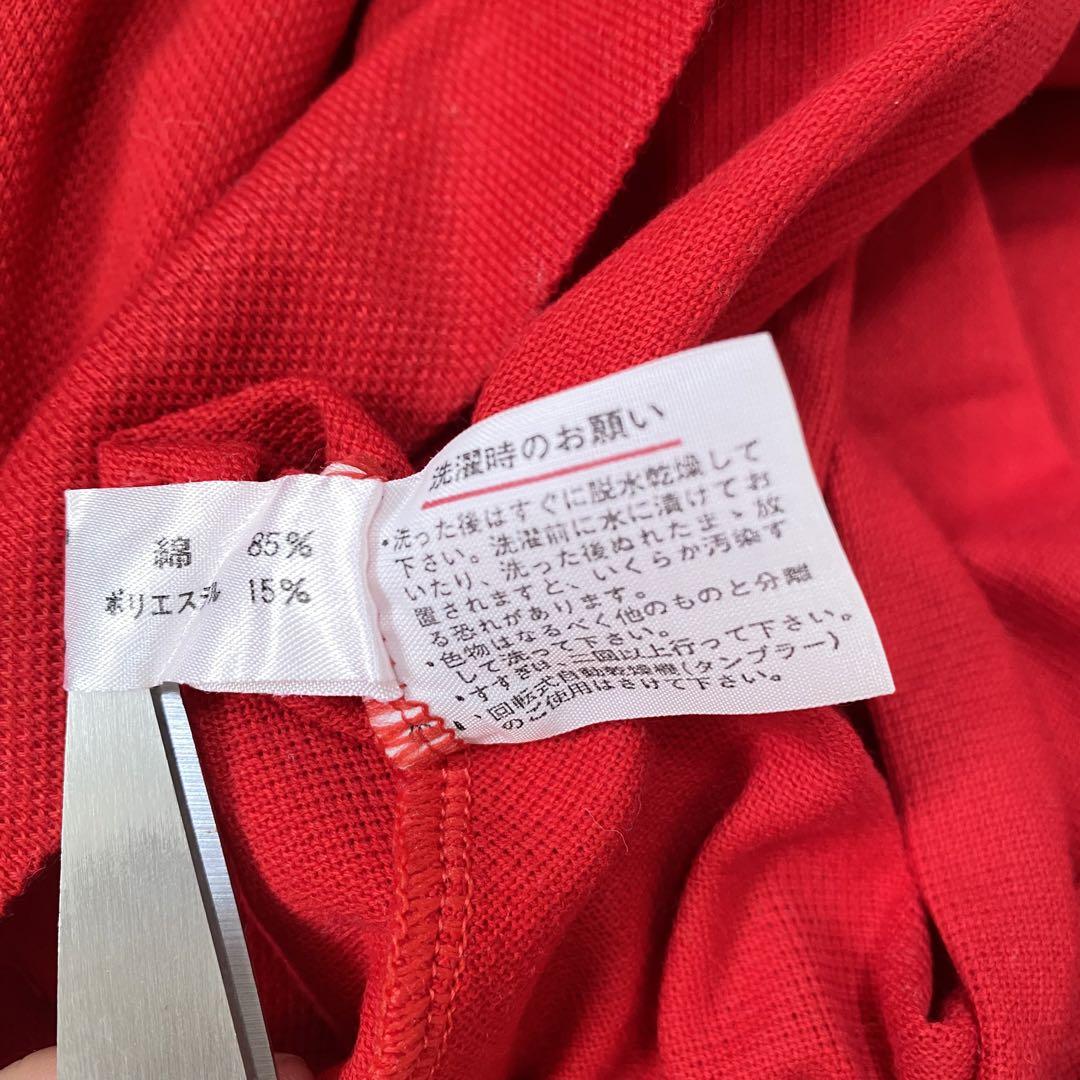 綿 85%
ポリエステル 15%
洗濯時のお願い
・洗った後はすぐに脱水乾燥して
下さい。洗濯前に水に漬けてお
いたり、洗った後ぬれたまゝ放
置されますと、いくらか汚染す
る恐れがあります。
・色物はなるべく他のものと分離
して洗って下さい。
・すすぎは、二回以上行って下さい。
・回転式自動乾燥機(タンブラー)
のご使用はさけて下さい。